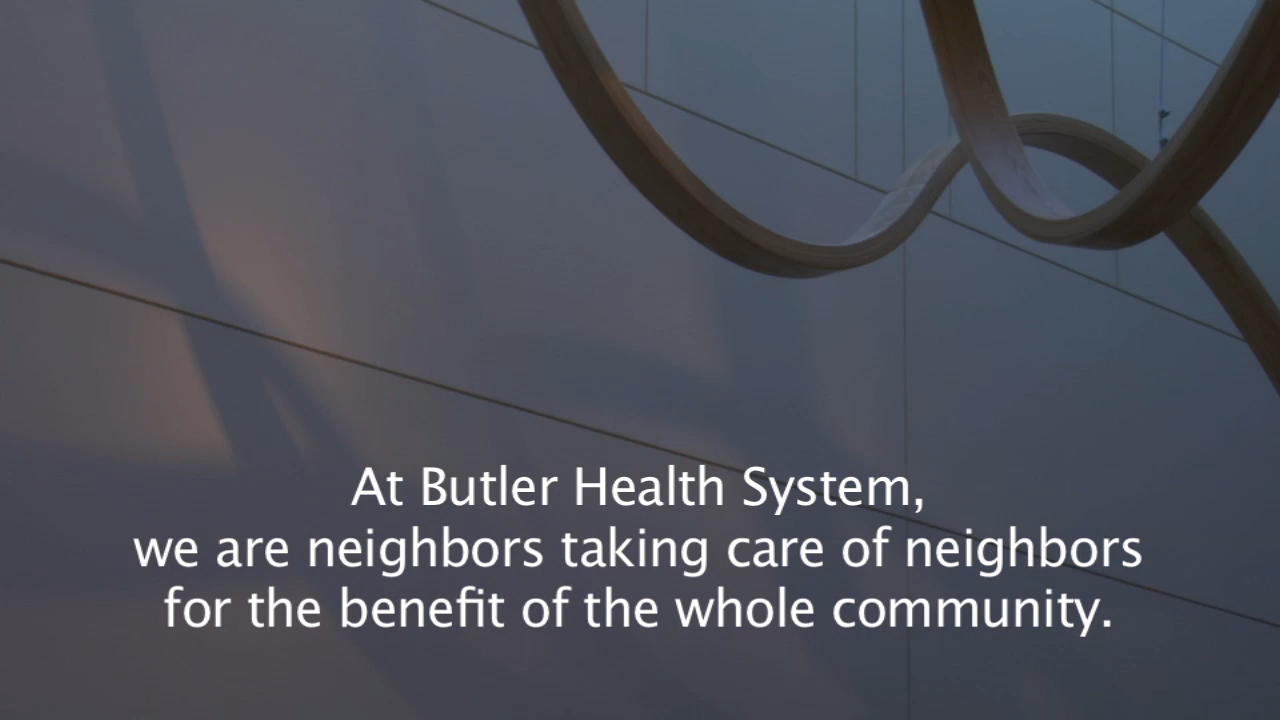 At Butler Health System,
we are neighbors taking care of neighbors
for the benefit of the whole community.